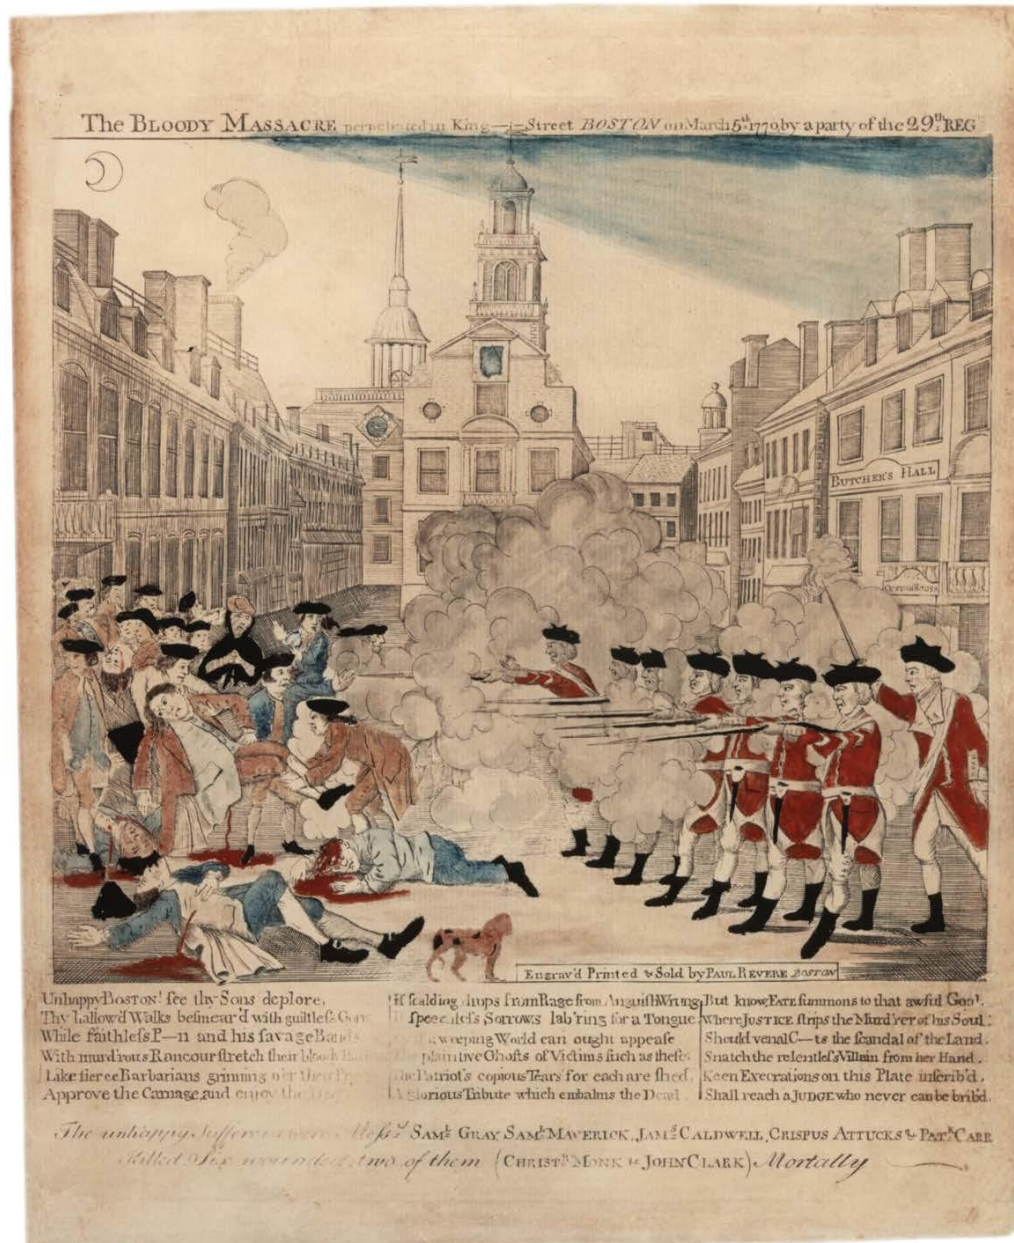 The BLOODY MASSACRE perpetrated in King—i—Street BOSTON on March 5th 1770 by a party of the 29th REG
BUTCHER'S HALL
CUSTOM HOUSE
Engrav'd Printed & Sold by PAUL REVERE BOSTON
Unhappy BOSTON! ſee thy Sons deplore,
Thy hallow'd Walks beſmear'd with guiltleſs Gore
While faithleſs P—n and his ſavage Bands
With murd'rous Rancour ſtretch their bloody
Like fierce Barbarians grinning o'er their
Approve the Carnage, and enjoy the
If ſcalding drops from Rage from Anguiſh Wrung
If ſpeechleſs Sorrows lab'ring for a Tongue
weeping World can ought appeaſe
The plaintive Ghoſts of Victims ſuch as theſe:
The Patriot's copious Tears for each are ſhed,
A glorious Tribute which embalms the Dead.
But know, FATE ſummons to that awful Goal,
Where JUSTICE ſtrips the Murd'rer of his Soul:
Should venal C—ts the ſcandal of the Land,
Snatch the relentleſs Villain from her Hand,
Keen Execrations on this Plate inſcrib'd,
Shall reach a JUDGE who never can be brib'd.
The unhappy Sufferers were Meſsrs SAML GRAY SAML MAVERICK, JAMS CALDWELL, CRISPUS ATTUCKS & PATK CARR
Killed Six wounded, two of them (CHRISTR MONK & JOHN CLARK) Mortally